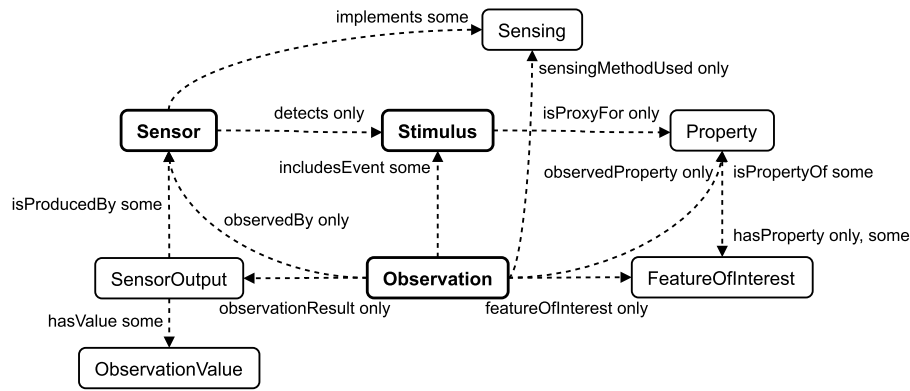 implements some
Sensing
sensingMethodUsed only
Sensor
detects only
Stimulus
isProxyFor only
Property
includesEvent some
observedProperty only
isPropertyOf some
isProducedBy some
observedBy only
hasProperty only, some
SensorOutput
Observation
FeatureOfInterest
observationResult only
featureOfInterest only
hasValue some
ObservationValue